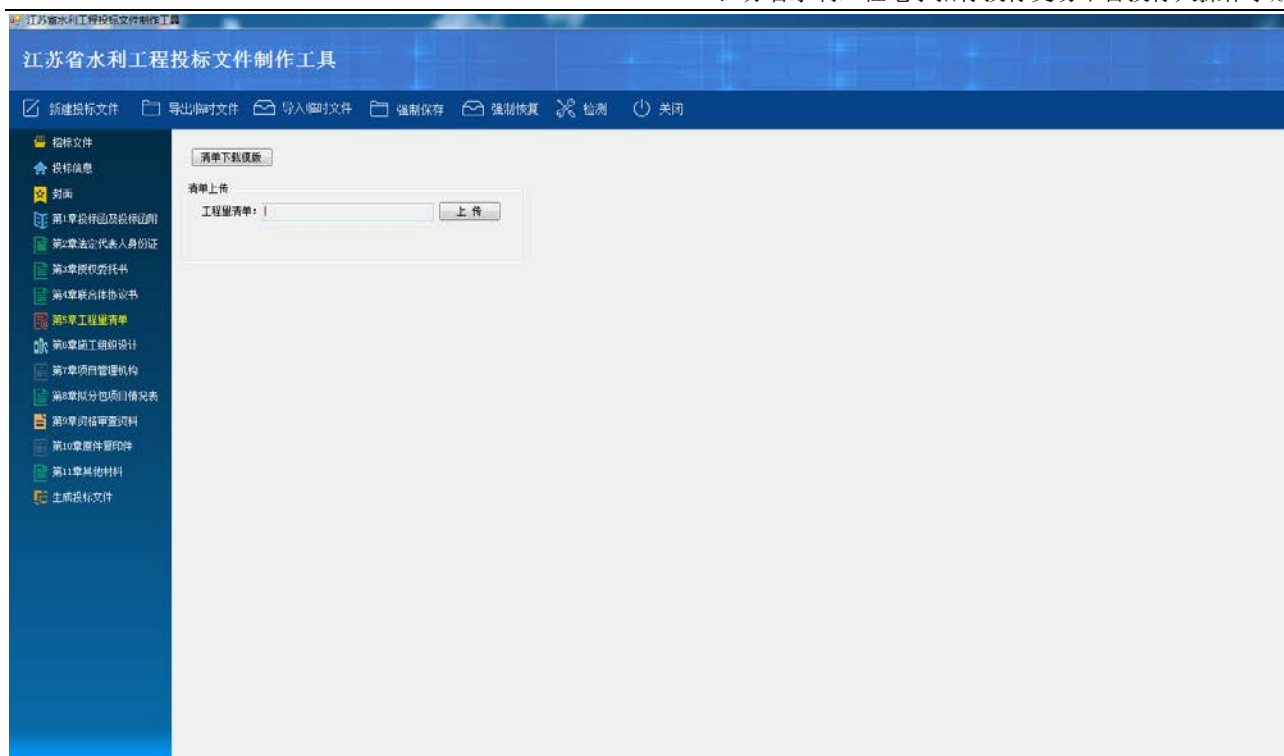 江苏省水利工程投标文件制作工具
江苏省水利工程投标文件制作工具
新建投标文件 导出临时文件 导入临时文件 强制保存 强制恢复 检测 关闭
招标文件
投标信息
封面
第1章投标函及投标函附
第2章法定代表人身份证
第3章授权委托书
第4章联合体协议书
第5章工程量清单
第6章施工组织设计
第7章项目管理机构
第8章拟分包项目情况表
第9章资格审查资料
第10章原件复印件
第11章其他材料
生成投标文件
清单下载模版
清单上传
工程量清单：
上 传